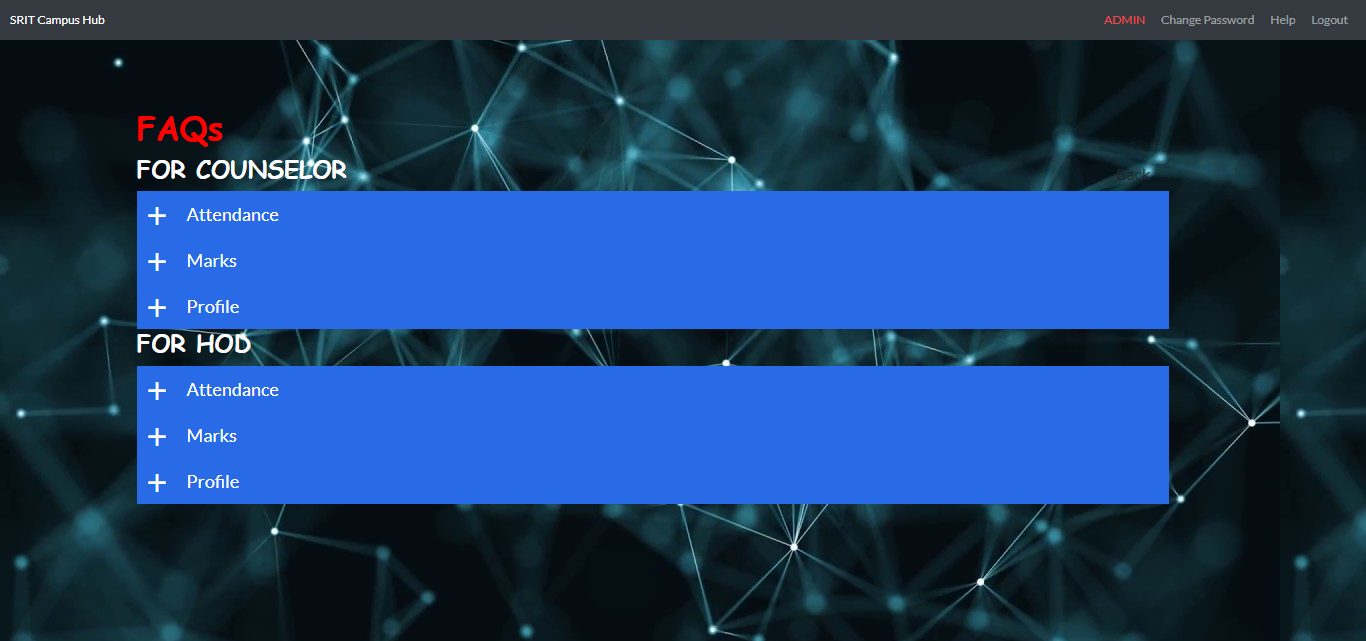 SRIT Campus Hub ADMIN Change Password Help Logout
FAQs
FOR COUNSELOR
Back
+ Attendance
+ Marks
+ Profile
FOR HOD
+ Attendance
+ Marks
+ Profile